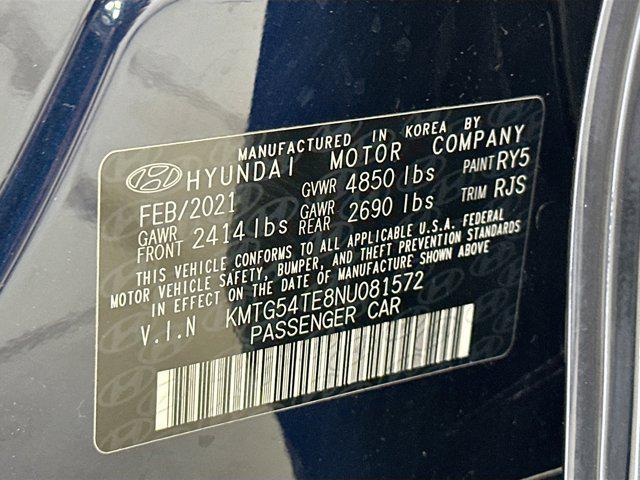 MANUFACTURED IN KOREA BY
HYUNDAI MOTOR COMPANY
FEB/2021 GVWR 4850 lbs PAINT RY5
GAWR FRONT 2414 lbs GAWR REAR 2690 lbs TRIM RJS
THIS VEHICLE CONFORMS TO ALL APPLICABLE U.S.A. FEDERAL
MOTOR VEHICLE SAFETY, BUMPER, AND THEFT PREVENTION STANDARDS
IN EFFECT ON THE DATE OF MANUFACTURE SHOWN ABOVE
V.I.N KMTG54TE8NU081572
PASSENGER CAR